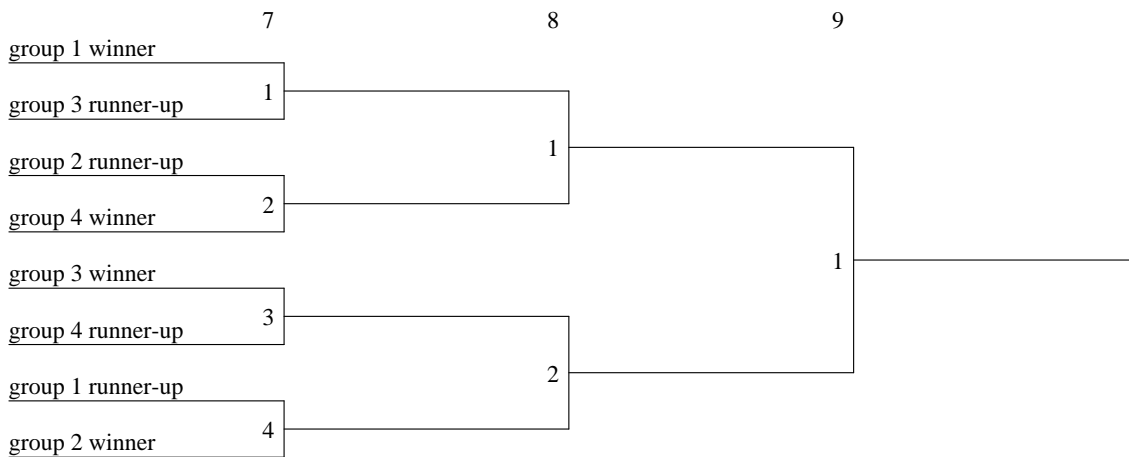 7 8 9
group 1 winner
1
group 3 runner-up
1
group 2 runner-up
2
group 4 winner
1
group 3 winner
3
group 4 runner-up
2
group 1 runner-up
4
group 2 winner